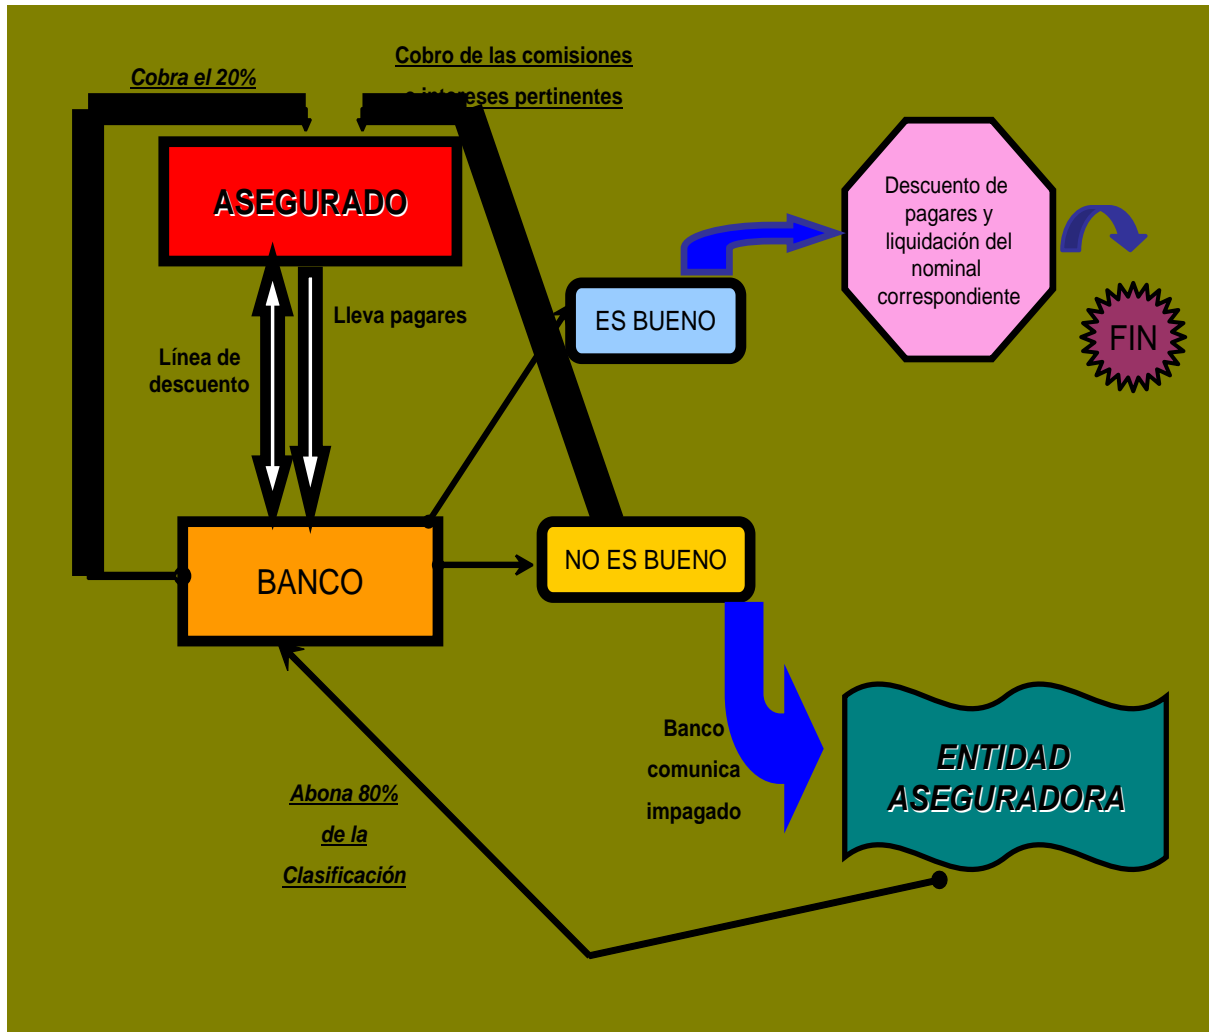 Cobra el 20%
Cobro de las comisiones
e intereses pertinentes
ASEGURADO
Descuento de
pagares y
liquidación del
nominal
correspondiente
Lleva pagares
ES BUENO
FIN
Línea de
descuento
NO ES BUENO
BANCO
Banco
comunica
impagado
ENTIDAD
ASEGURADORA
Abona 80%
de la
Clasificación